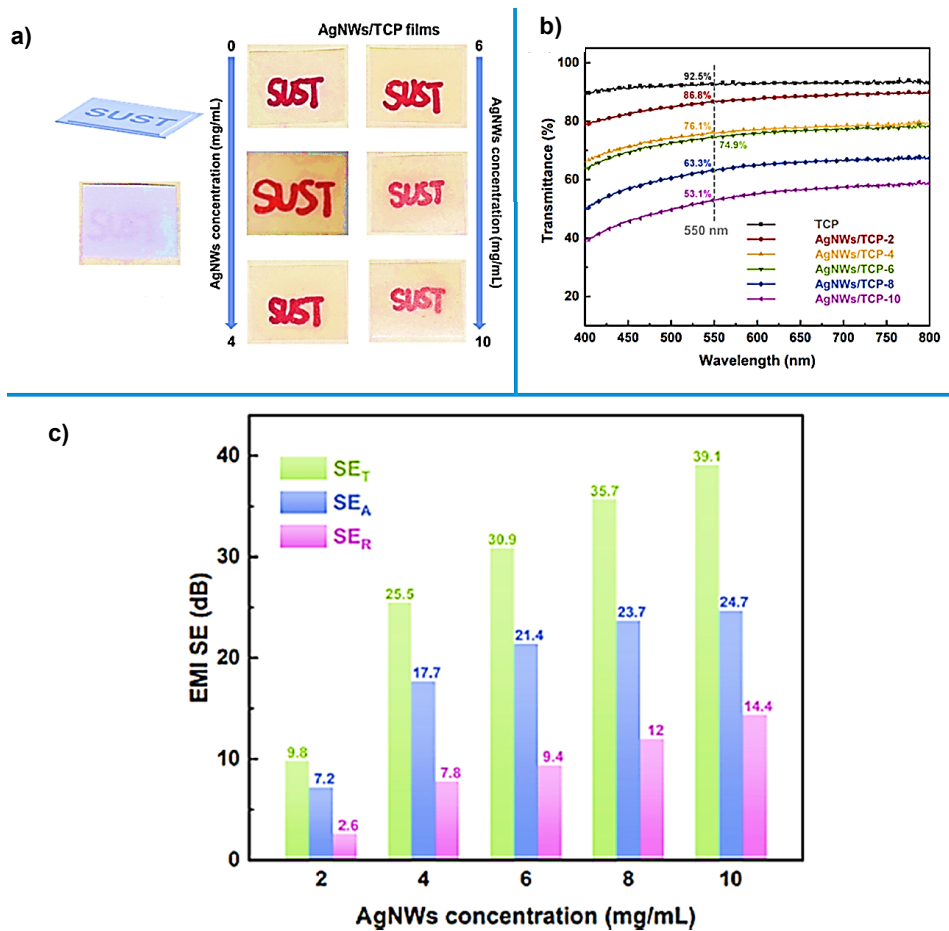 a)
AgNWs/TCP films
0
6
AgNWs concentration (mg/mL)
AgNWs concentration (mg/mL)
4
10
SUST
SUST
SUST
SUST
SUST
SUST
SUST
SUST
b)
100
80
60
40
20
Transmittance (%)
92.5%
86.8%
76.1%
74.9%
63.3%
53.1%
550 nm
TCP
AgNWs/TCP-2
AgNWs/TCP-4
AgNWs/TCP-6
AgNWs/TCP-8
AgNWs/TCP-10
400 450 500 550 600 650 700 750 800
Wavelength (nm)
c)
SET
SEA
SER
EMI SE (dB)
40
30
20
10
0
9.8
7.2
2.6
25.5
17.7
7.8
30.9
21.4
9.4
35.7
23.7
12
39.1
24.7
14.4
2 4 6 8 10
AgNWs concentration (mg/mL)